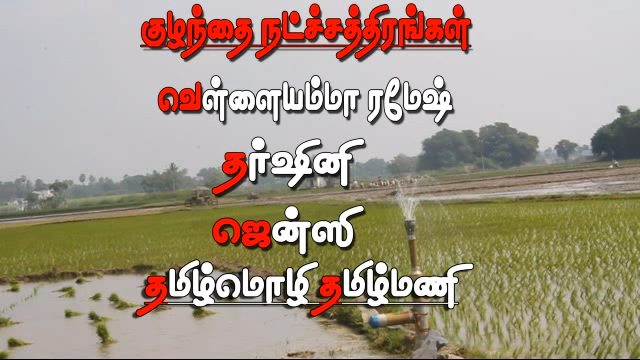 குழந்தை நட்ச்சத்திரங்கள்
வெள்ளையம்மா ரமேஷ்
தர்ஷினி
ஜென்ஸி
தமிழ்மொழி தமிழ்மணி